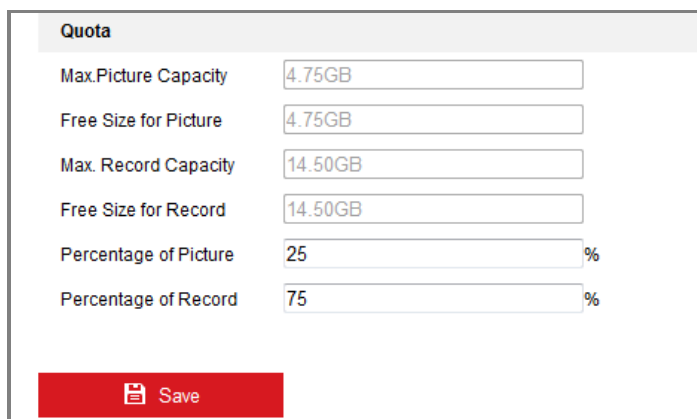 Quota
Max.Picture Capacity 4.75GB
Free Size for Picture 4.75GB
Max. Record Capacity 14.50GB
Free Size for Record 14.50GB
Percentage of Picture 25 %
Percentage of Record 75 %
Save